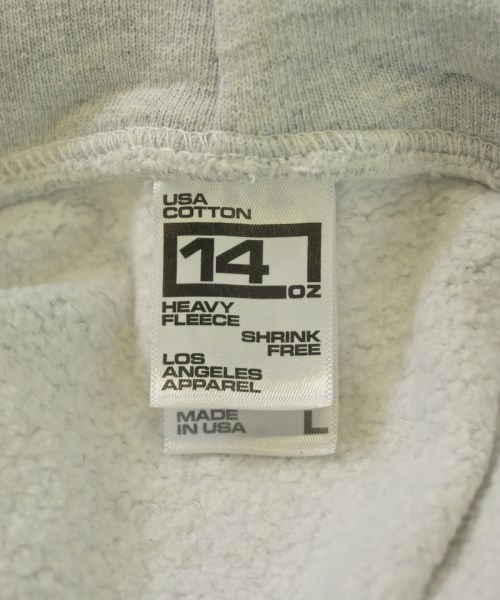 USA
COTTON
14
OZ
HEAVY
FLEECE
SHRINK
FREE
LOS
ANGELES
APPAREL
MADE
IN USA
L